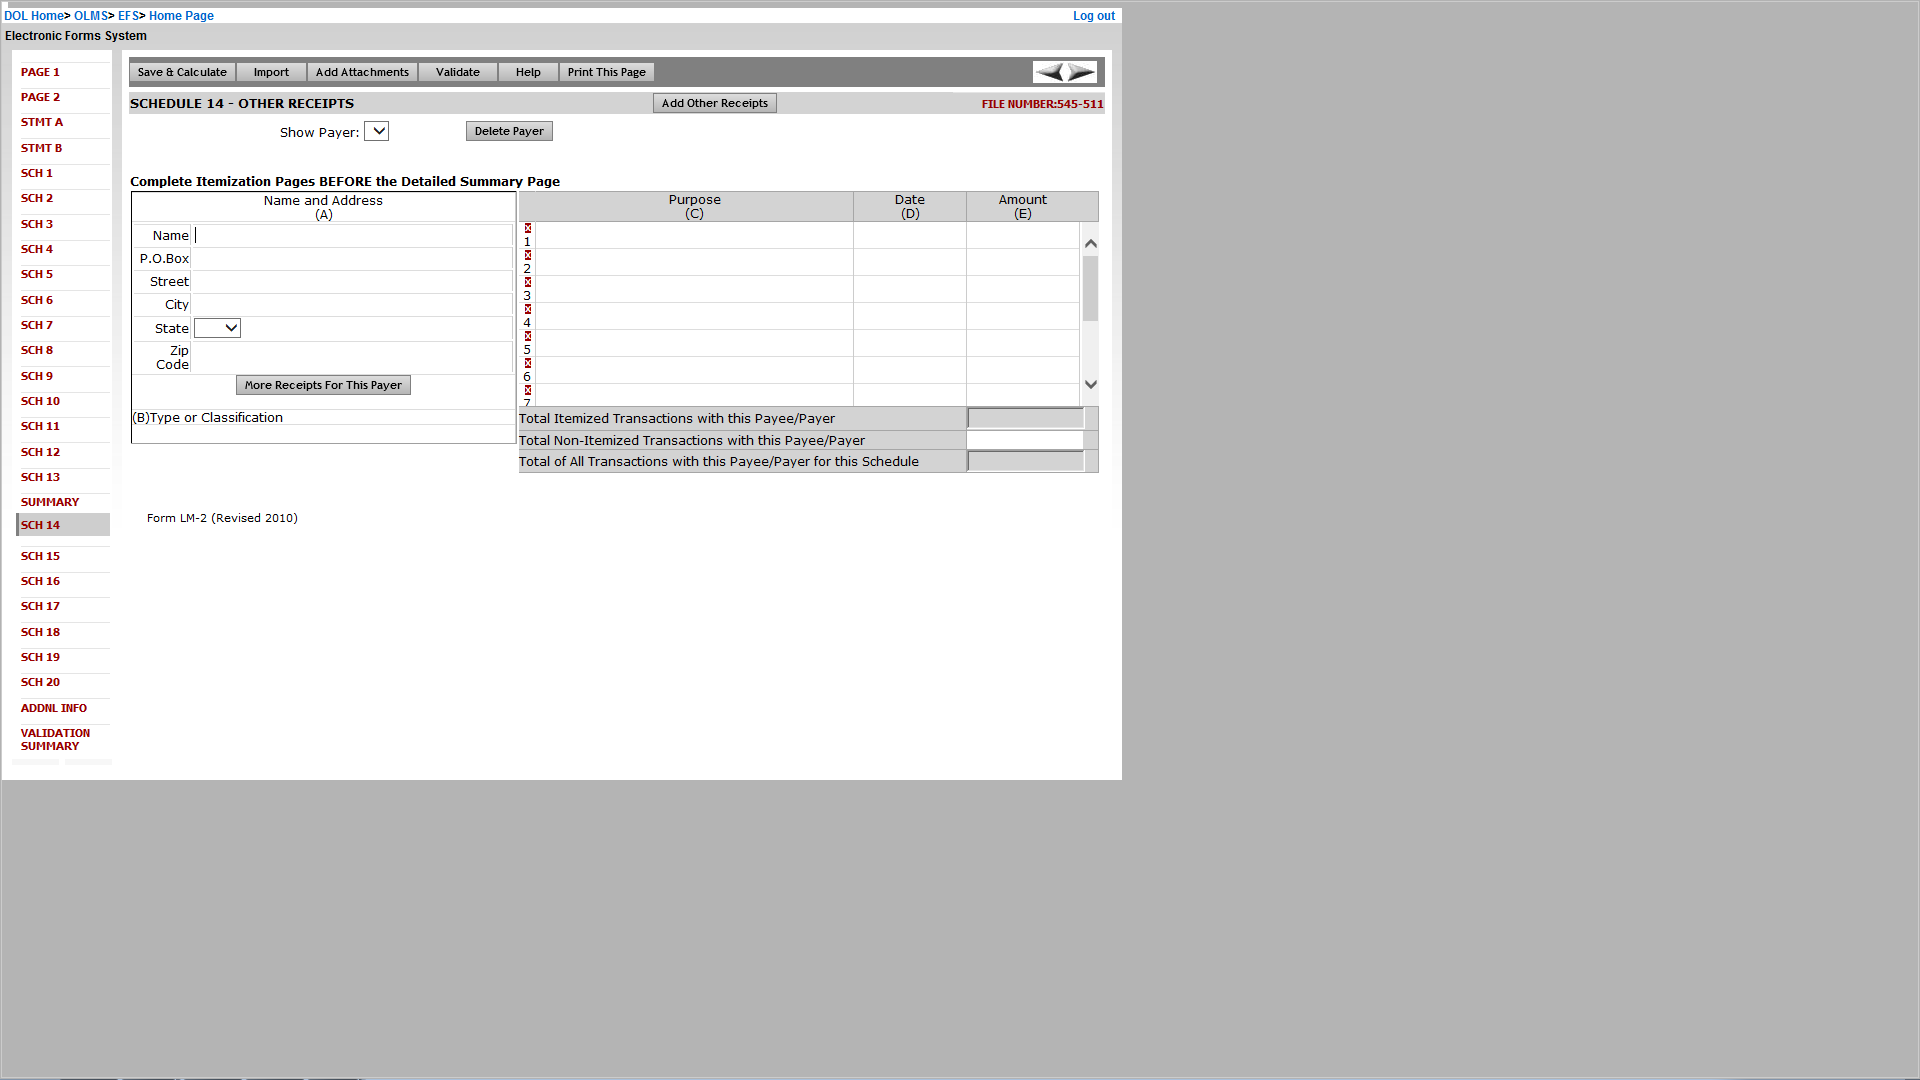 DOL Home> OLMS> EFS> Home Page
Log out
Electronic Forms System
PAGE 1
PAGE 2
STMT A
STMT B
SCH 1
SCH 2
SCH 3
SCH 4
SCH 5
SCH 6
SCH 7
SCH 8
SCH 9
SCH 10
SCH 11
SCH 12
SCH 13
SUMMARY
SCH 14
SCH 15
SCH 16
SCH 17
SCH 18
SCH 19
SCH 20
ADDNL INFO
VALIDATION
SUMMARY
Save & Calculate
Import
Add Attachments
Validate
Help
Print This Page
SCHEDULE 14 - OTHER RECEIPTS
Add Other Receipts
FILE NUMBER:545-511
Show Payer:
Delete Payer
Complete Itemization Pages BEFORE the Detailed Summary Page
Name and Address
(A)
Name
P.O.Box
Street
City
State
Zip
Code
More Receipts For This Payer
(B)Type or Classification
Purpose
(C)
Date
(D)
Amount
(E)
x
1
x
2
x
3
x
4
x
5
x
6
x
7
Total Itemized Transactions with this Payee/Payer
Total Non-Itemized Transactions with this Payee/Payer
Total of All Transactions with this Payee/Payer for this Schedule
Form LM-2 (Revised 2010)